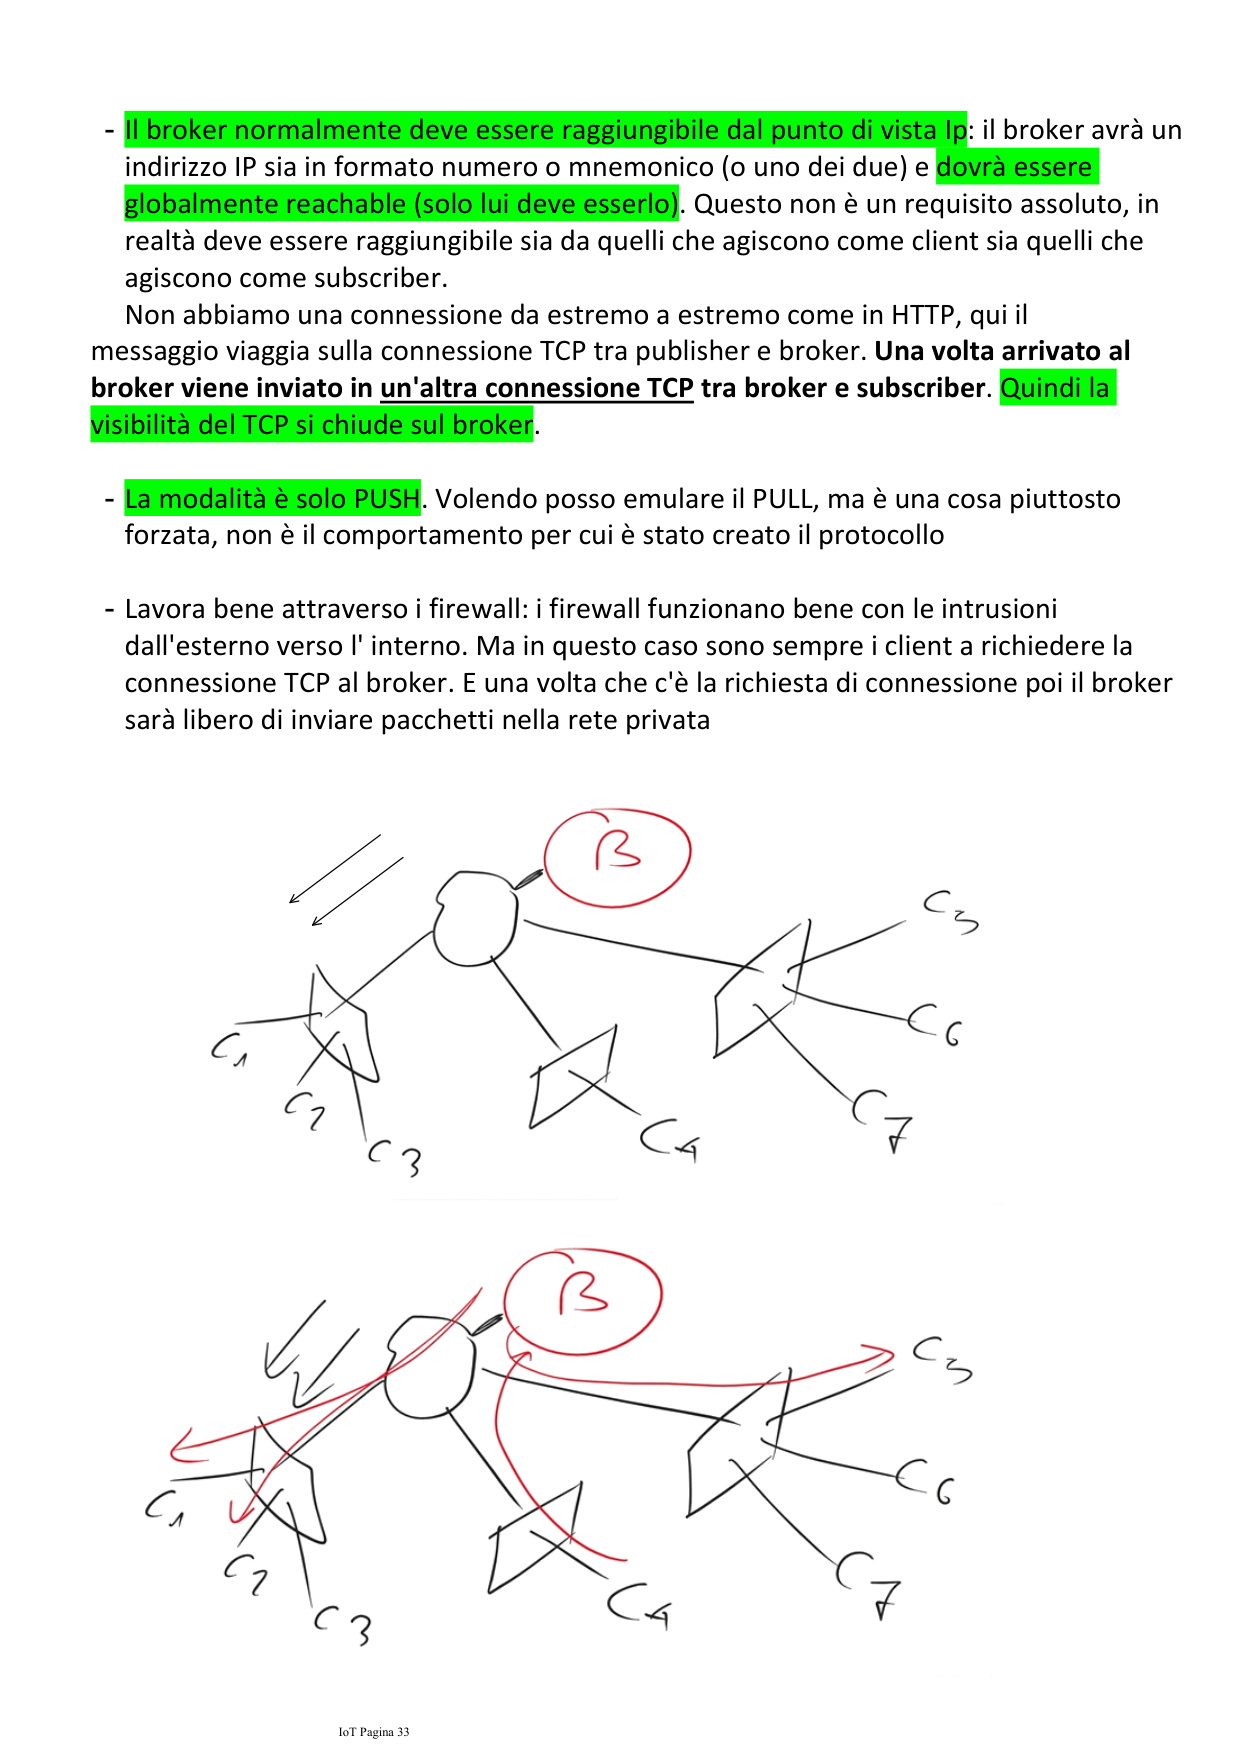 - Il broker normalmente deve essere raggiungibile dal punto di vista Ip: il broker avrà un
indirizzo IP sia in formato numero o mnemonico (o uno dei due) e dovrà essere
globalmente reachable (solo lui deve esserlo). Questo non è un requisito assoluto, in
realtà deve essere raggiungibile sia da quelli che agiscono come client sia quelli che
agiscono come subscriber.
Non abbiamo una connessione da estremo a estremo come in HTTP, qui il
messaggio viaggia sulla connessione TCP tra publisher e broker. Una volta arrivato al
broker viene inviato in un'altra connessione TCP tra broker e subscriber. Quindi la
visibilità del TCP si chiude sul broker.
- La modalità è solo PUSH. Volendo posso emulare il PULL, ma è una cosa piuttosto
forzata, non è il comportamento per cui è stato creato il protocollo
- Lavora bene attraverso i firewall: i firewall funzionano bene con le intrusioni
dall'esterno verso l' interno. Ma in questo caso sono sempre i client a richiedere la
connessione TCP al broker. E una volta che c'è la richiesta di connessione poi il broker
sarà libero di inviare pacchetti nella rete privata
B
C5
C6
C1
C2
C7
C4
C3
B
C5
C6
C1
C2
C7
C4
C3
IoT Pagina 33